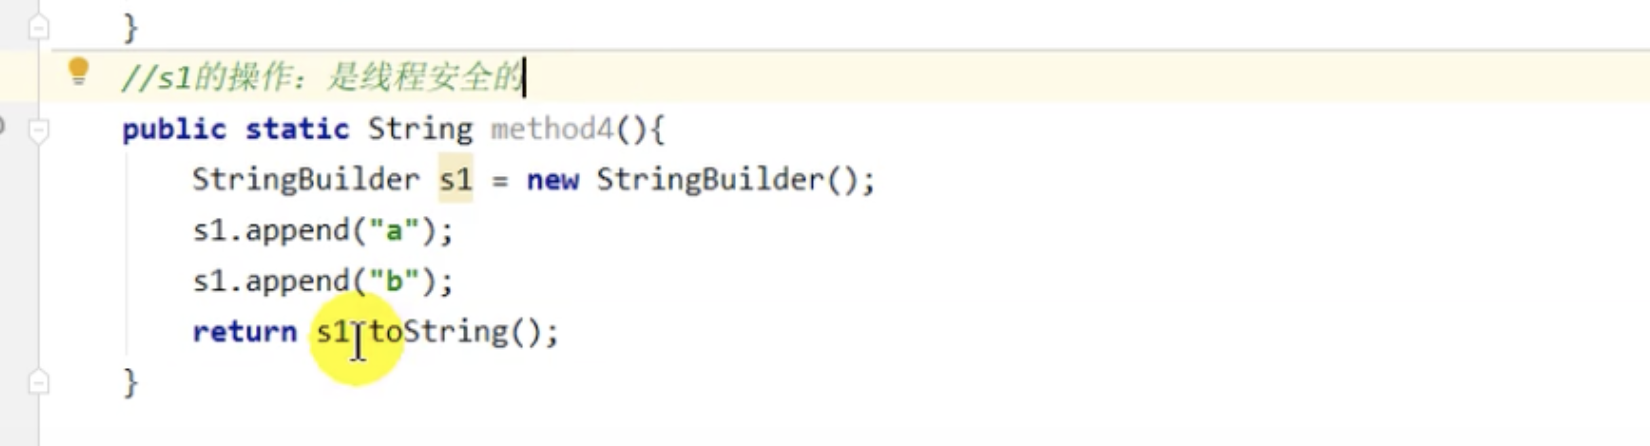 }
//s1的操作：是线程安全的
public static String method4(){
StringBuilder s1 = new StringBuilder();
s1.append("a");
s1.append("b");
return s1.toString();
}